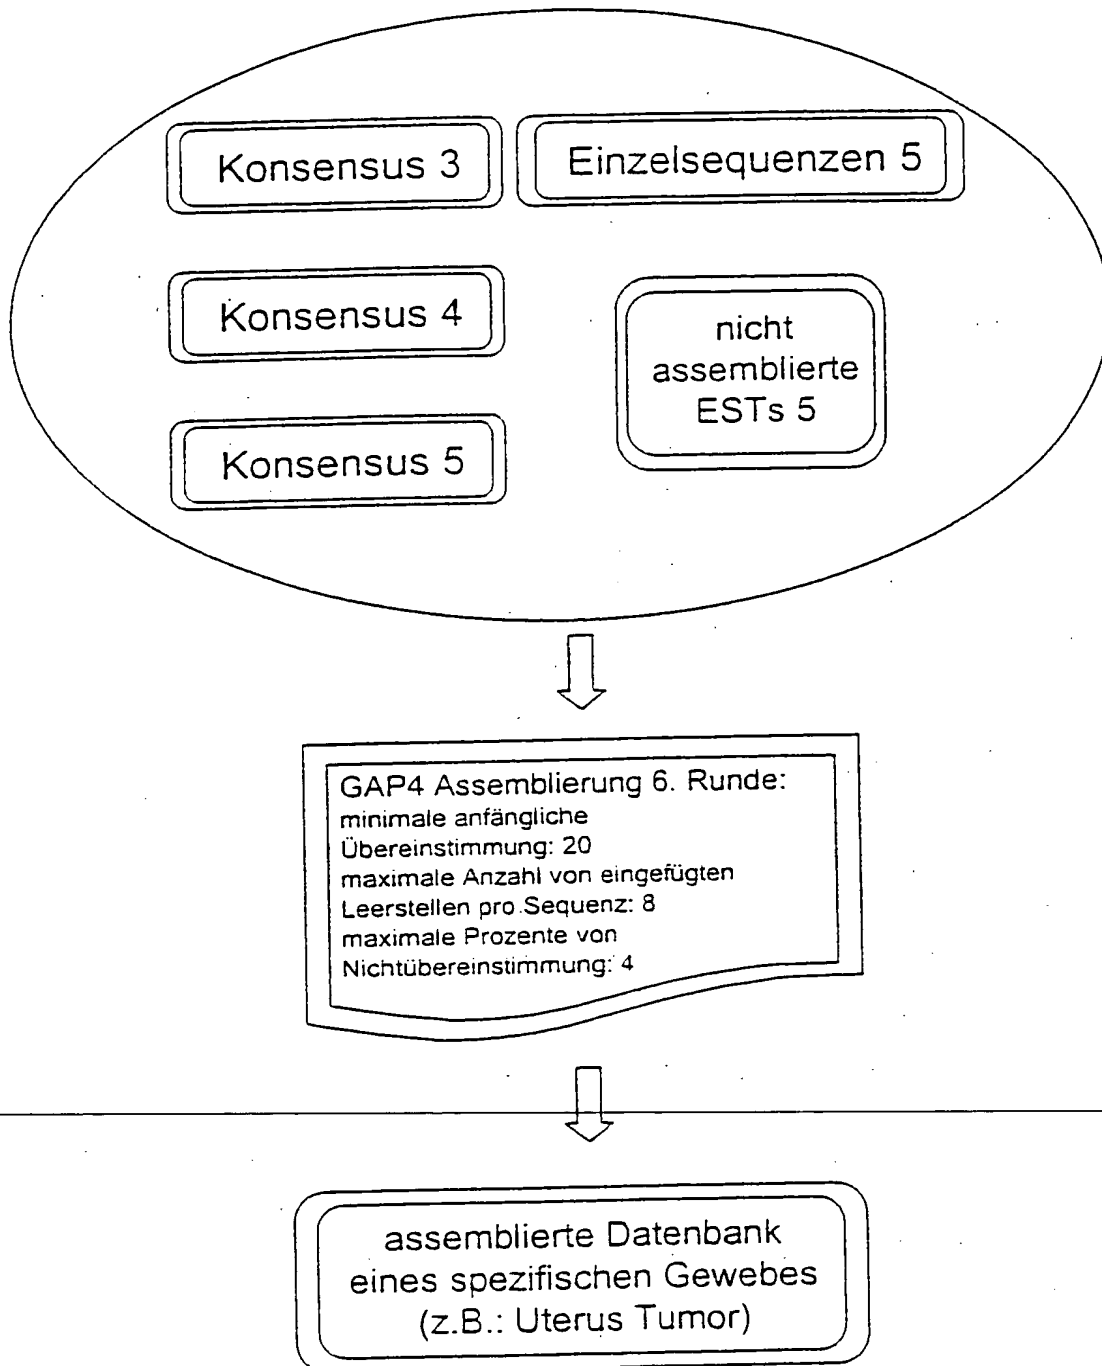 Konsensus 3
Einzelsequenzen 5
Konsensus 4
nicht
assemblierte
ESTs 5
Konsensus 5
GAP4 Assemblierung 6. Runde:
minimale anfängliche
Übereinstimmung: 20
maximale Anzahl von eingefügten
Leerstellen pro Sequenz: 8
maximale Prozente von
Nichtübereinstimmung: 4
assemblierte Datenbank
eines spezifischen Gewebes
(z.B.: Uterus Tumor)